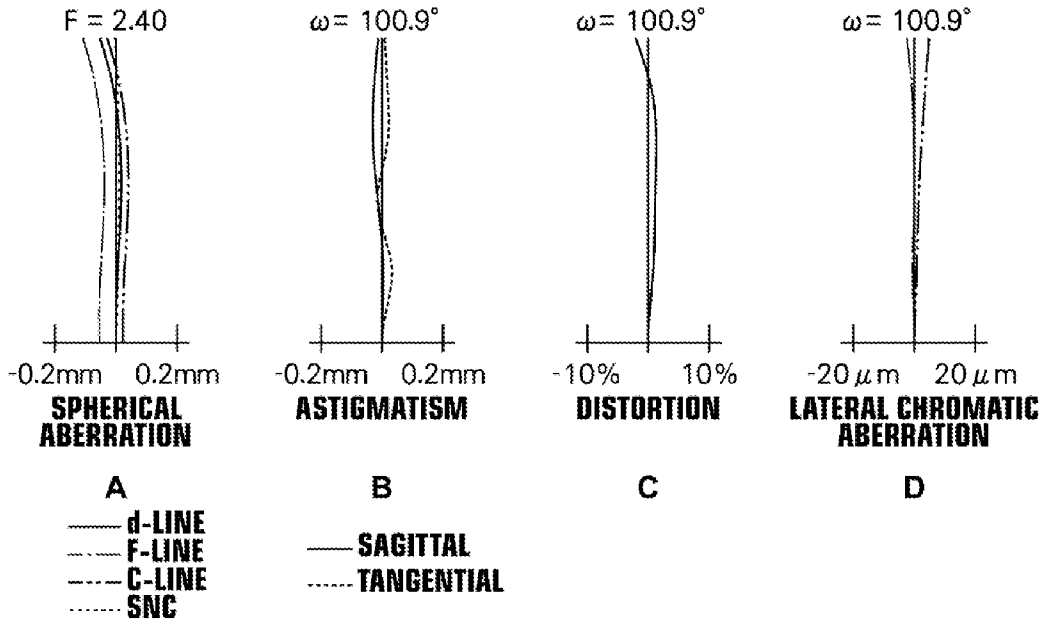 F = 2.40
ω = 100.9°
ω = 100.9°
ω = 100.9°
-0.2mm 0.2mm
-0.2mm 0.2mm
-10% 10%
-20 μm 20 μm
SPHERICAL
ABERRATION
ASTIGMATISM
DISTORTION
LATERAL CHROMATIC
ABERRATION
A
B
C
D
d-LINE
F-LINE
C-LINE
SNC
SAGITTAL
TANGENTIAL